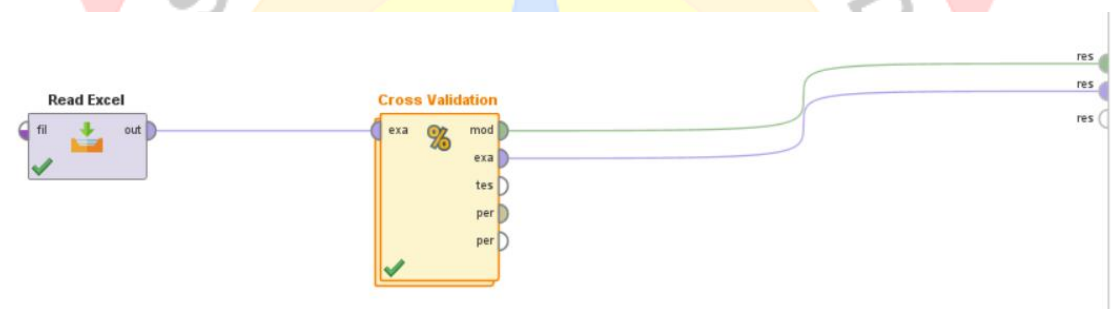 res
res
Read Excel
Cross Validation
res
fil
out
exa
%
mod
exa
tes
per
per